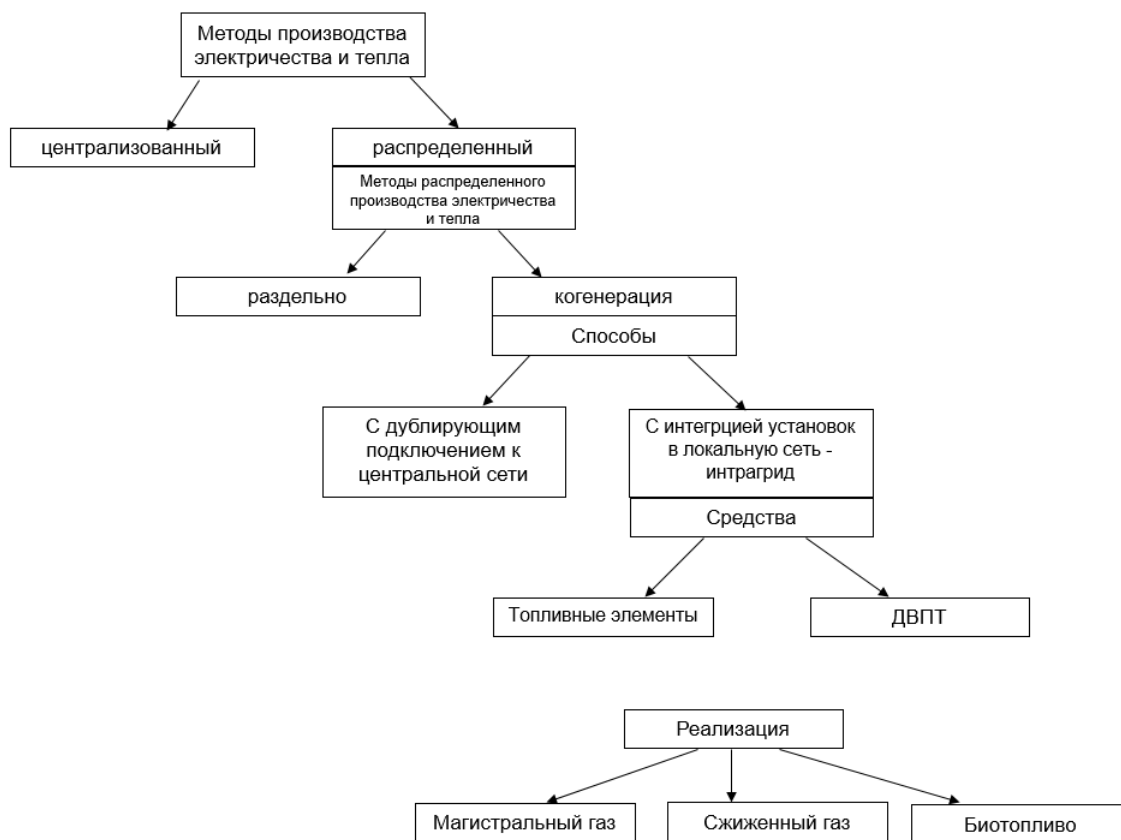 Методы производства
электричества и тепла
централизованный
распределенный
Методы распределенного
производства электричества
и тепла
раздельно
когенерация
Способы
С дублирующим
подключением к
центральной сети
С интегрцией установок
в локальную сеть -
интрагрид
Средства
Топливные элементы
ДВПТ
Реализация
Магистральный газ
Сжиженный газ
Биотопливо